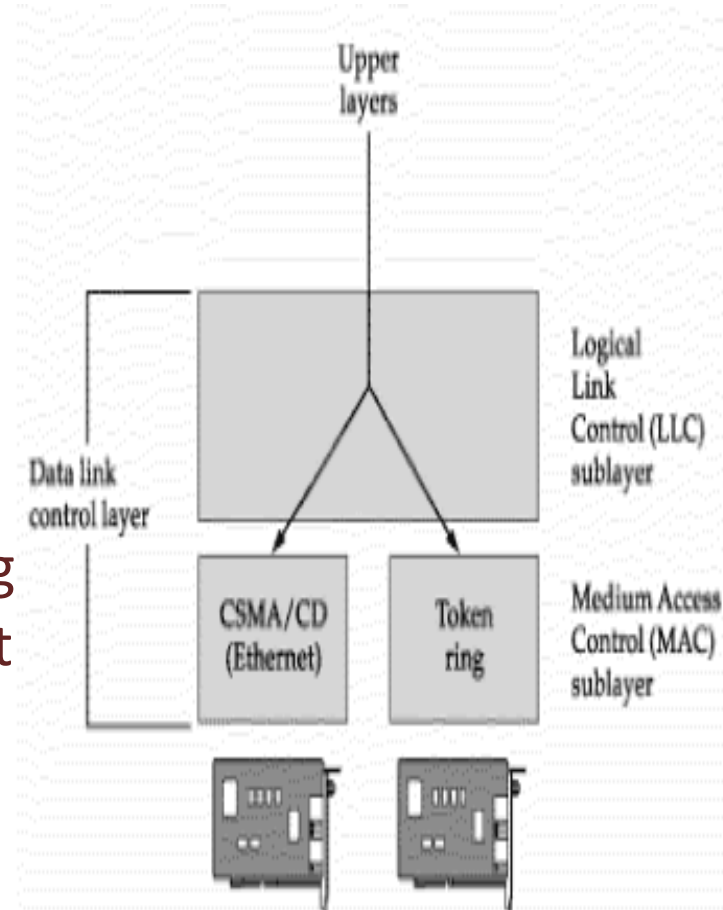 Upper
layers
Logical
Link
Control (LLC)
sublayer
Data link
control layer
g
t
CSMA/CD
(Ethernet)
Token
ring
Medium Access
Control (MAC)
sublayer